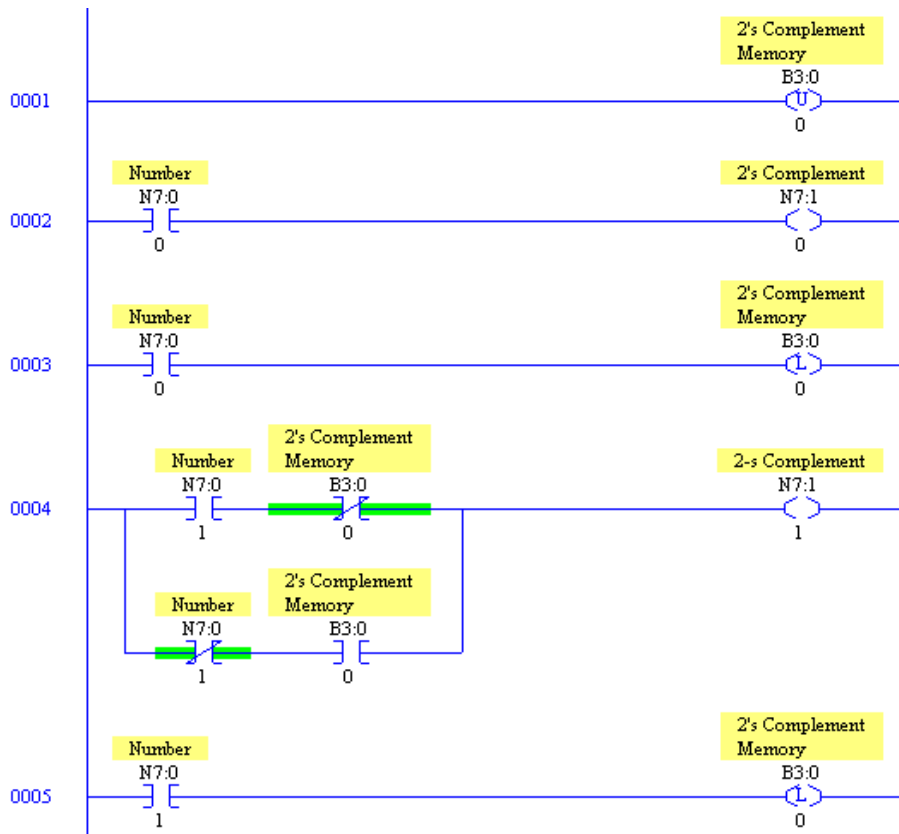 2's Complement
Memory
B3:0
0001
U
0
Number
2's Complement
N7:0
N7:1
0002
0
0
2's Complement
Number
Memory
N7:0
B3:0
0003
L
0
0
2's Complement
Number
Memory
2-s Complement
N7:0
B3:0
N7:1
0004
1
0
1
2's Complement
Number
Memory
N7:0
B3:0
1
0
2's Complement
Number
Memory
N7:0
B3:0
0005
L
1
0